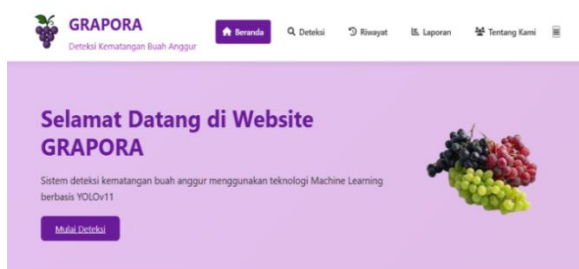 GRAPORA
Deteksi Kematangan Buah Anggur
Beranda
Deteksi
Riwayat
Laporan
Tentang Kami
Selamat Datang di Website
GRAPORA
Sistem deteksi kematangan buah anggur menggunakan teknologi Machine Learning
berbasis YOLOv11
Mulai Deteksi